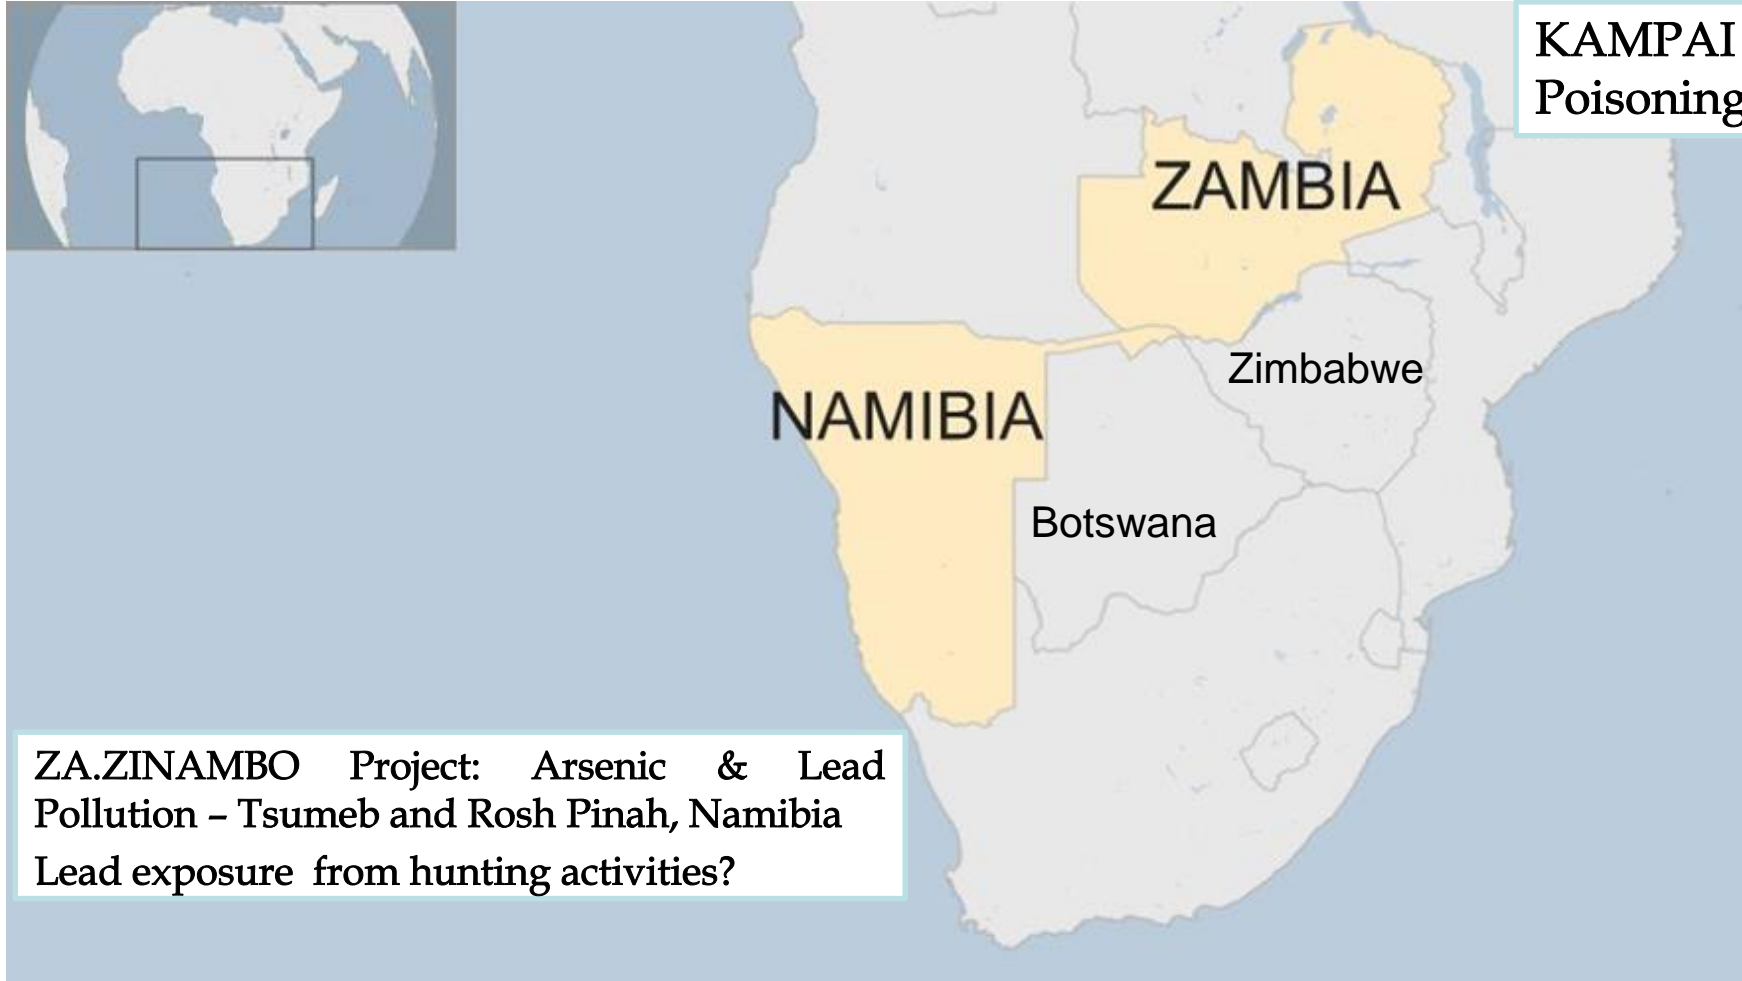 KAMPAI
Poisoning
ZAMBIA
Zimbabwe
NAMIBIA
Botswana
ZA.ZINAMBO Project: Arsenic & Lead
Pollution – Tsumeb and Rosh Pinah, Namibia
Lead exposure from hunting activities?